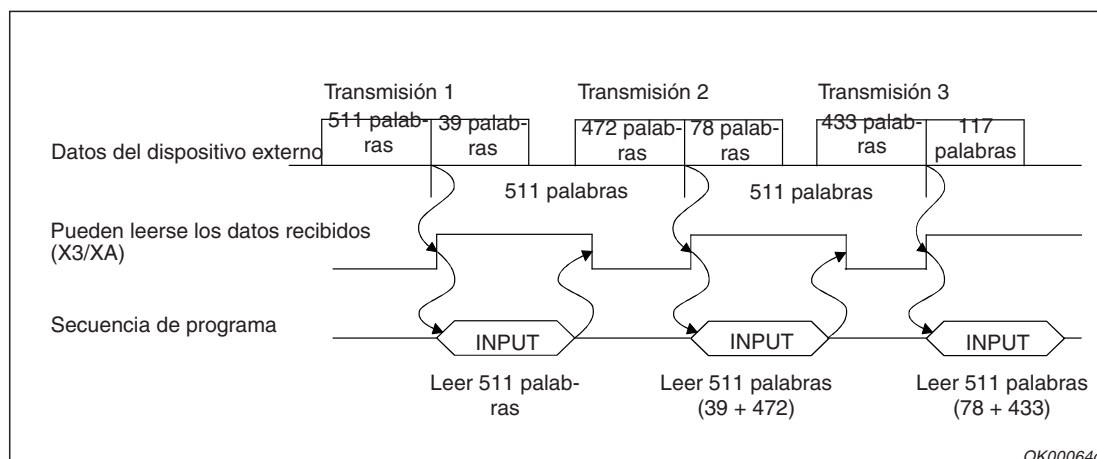 Transmisión 1
Transmisión 2
Transmisión 3
511 palab-
ras
39 palab-
ras
472 palab-
ras
78 palab-
ras
433 palab-
ras
117
palabras
Datos del dispositivo externo
511 palabras
511 palabras
Pueden leerse los datos recibidos
(X3/XA)
Secuencia de programa
INPUT
INPUT
INPUT
Leer 511 palab-
ras
Leer 511 palabras
(39 + 472)
Leer 511 palabras
(78 + 433)